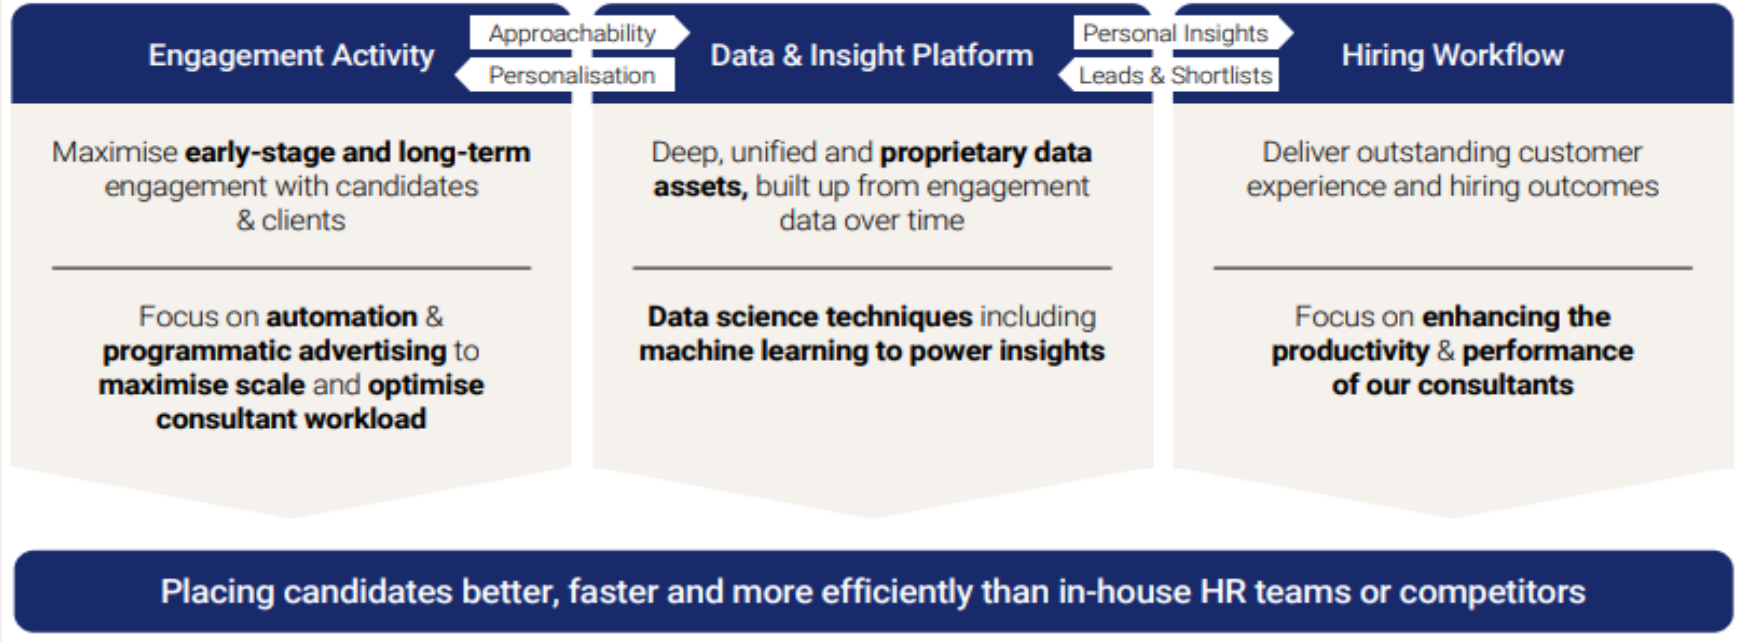 Engagement Activity
Approachability
Personalisation
Data & Insight Platform
Personal Insights
Leads & Shortlists
Hiring Workflow
Maximise early-stage and long-term
engagement with candidates
& clients
Focus on automation &
programmatic advertising to
maximise scale and optimise
consultant workload
Deep, unified and proprietary data
assets, built up from engagement
data over time
Data science techniques including
machine learning to power insights
Deliver outstanding customer
experience and hiring outcomes
Focus on enhancing the
productivity & performance
of our consultants
Placing candidates better, faster and more efficiently than in-house HR teams or competitors